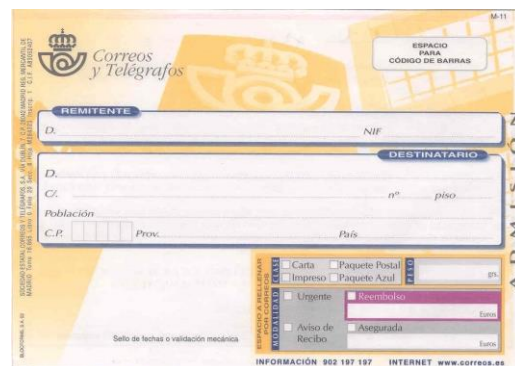 M-11
Correos
y Telégrafos
ESPACIO
PARA
CÓDIGO DE BARRAS
REMITENTE
D. NIF
DESTINATARIO
D.
C/. nº piso
Población
C.P. Prov. País
ESPACIO A RELLENAR
POR CORREOS
CLASE
Carta Paquete Postal
Impreso Paquete Azul
PESO
grs.
MODALIDAD
Urgente Reembolso
Euros
Aviso de Asegurada
Recibo
Euros
Sello de fechas o validación mecánica
INFORMACIÓN 902 197 197 INTERNET www.correos.es
ADMISIÓN